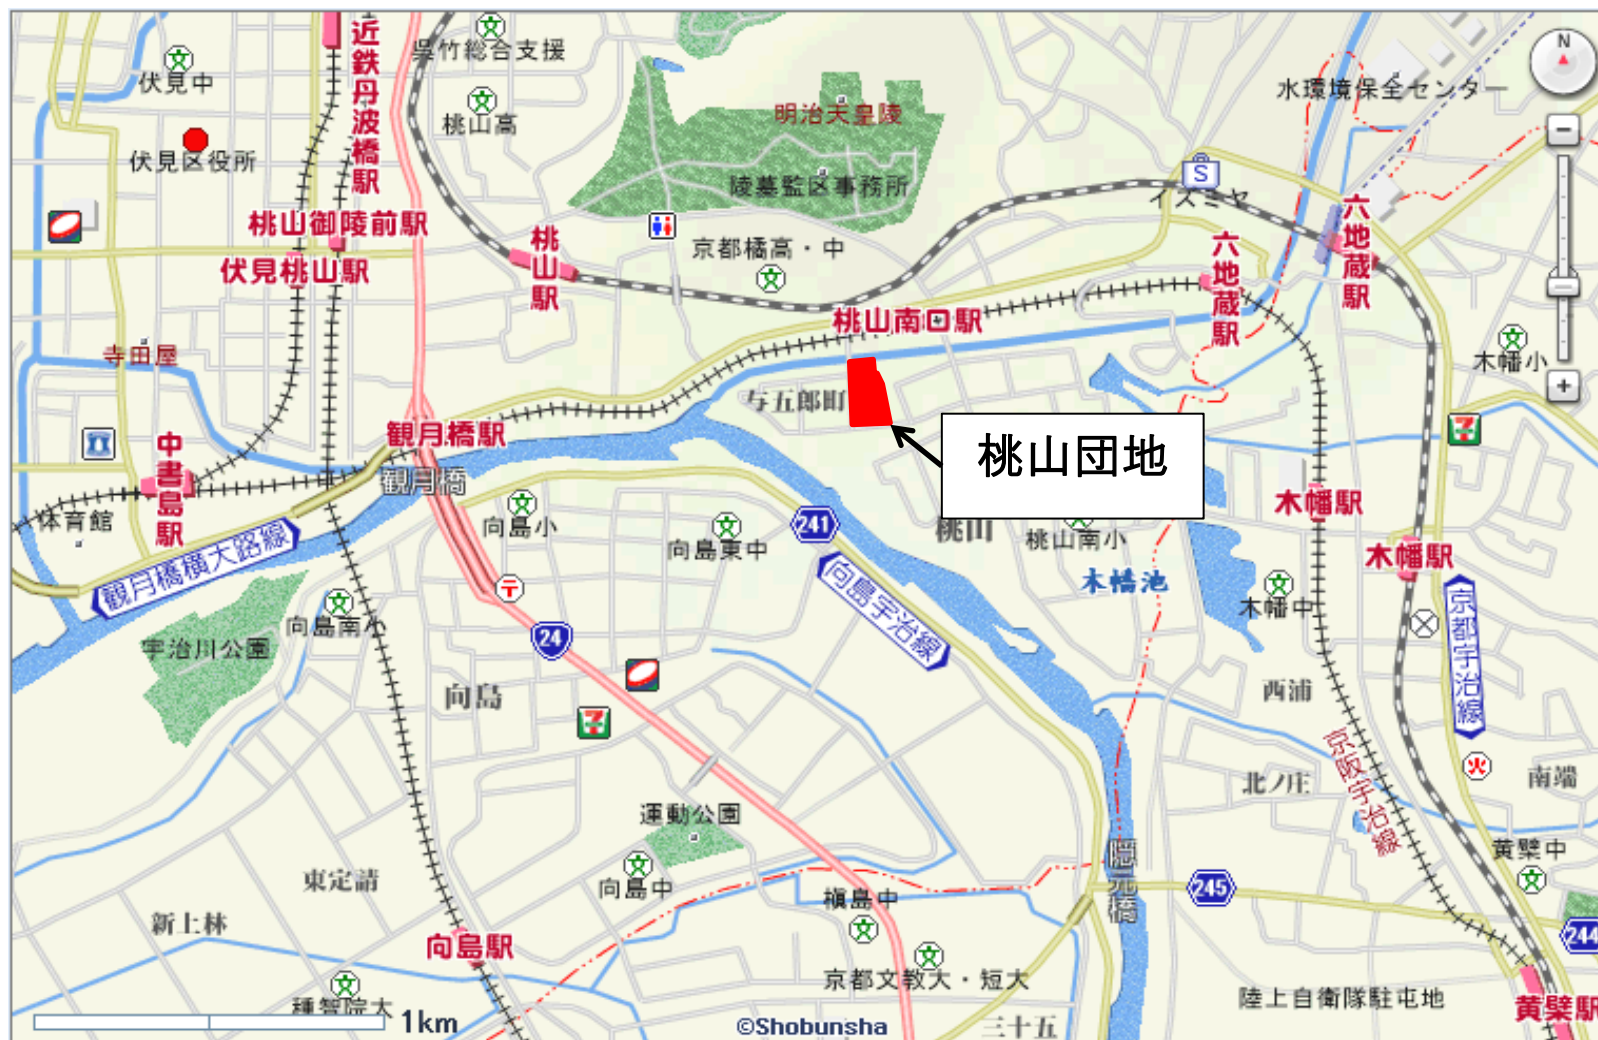 近鉄丹波橋駅
呉竹総合支援
伏見中
桃山高
明治天皇陵
水環境保全センター
N
伏見区役所
陵墓監区事務所
S
イズミヤ
桃山御陵前駅
伏見桃山駅
桃山駅
京都橘高・中
六地蔵駅
六地蔵駅
桃山南口駅
寺田屋
木幡小
与五郎町
観月橋駅
中書島駅
観月橋
桃山団地
体育館
向島小
向島東中
241
桃山
桃山南小
木幡駅
木幡駅
観月橋横大路線
向島宇治線
木幡池
木幡中
京都宇治線
向島南小
宇治川公園
24
向島
西浦
京阪宇治線
北ノ庄
南端
運動公園
隠元橋
黄檗中
東定請
向島中
245
槇島中
新上林
244
向島駅
京都文教大・短大
種智院大
陸上自衛隊駐屯地
黄檗駅
1km
©Shobunsha
三十五